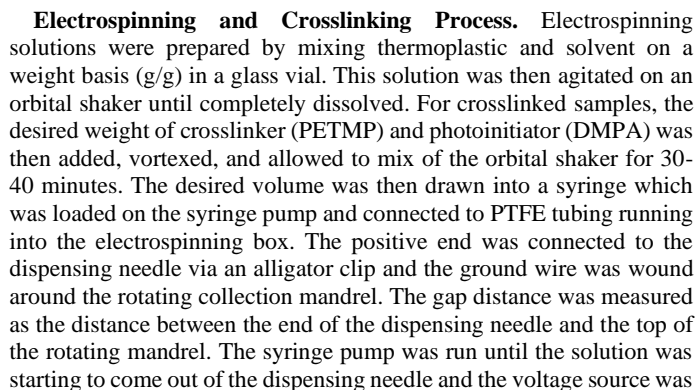 Electrospinning and Crosslinking Process. Electrospinning
solutions were prepared by mixing thermoplastic and solvent on a
weight basis (g/g) in a glass vial. This solution was then agitated on an
orbital shaker until completely dissolved. For crosslinked samples, the
desired weight of crosslinker (PETMP) and photoinitiator (DMPA) was
then added, vortexed, and allowed to mix of the orbital shaker for 30-
40 minutes. The desired volume was then drawn into a syringe which
was loaded on the syringe pump and connected to PTFE tubing running
into the electrospinning box. The positive end was connected to the
dispensing needle via an alligator clip and the ground wire was wound
around the rotating collection mandrel. The gap distance was measured
as the distance between the end of the dispensing needle and the top of
the rotating mandrel. The syringe pump was run until the solution was
starting to come out of the dispensing needle and the voltage source was